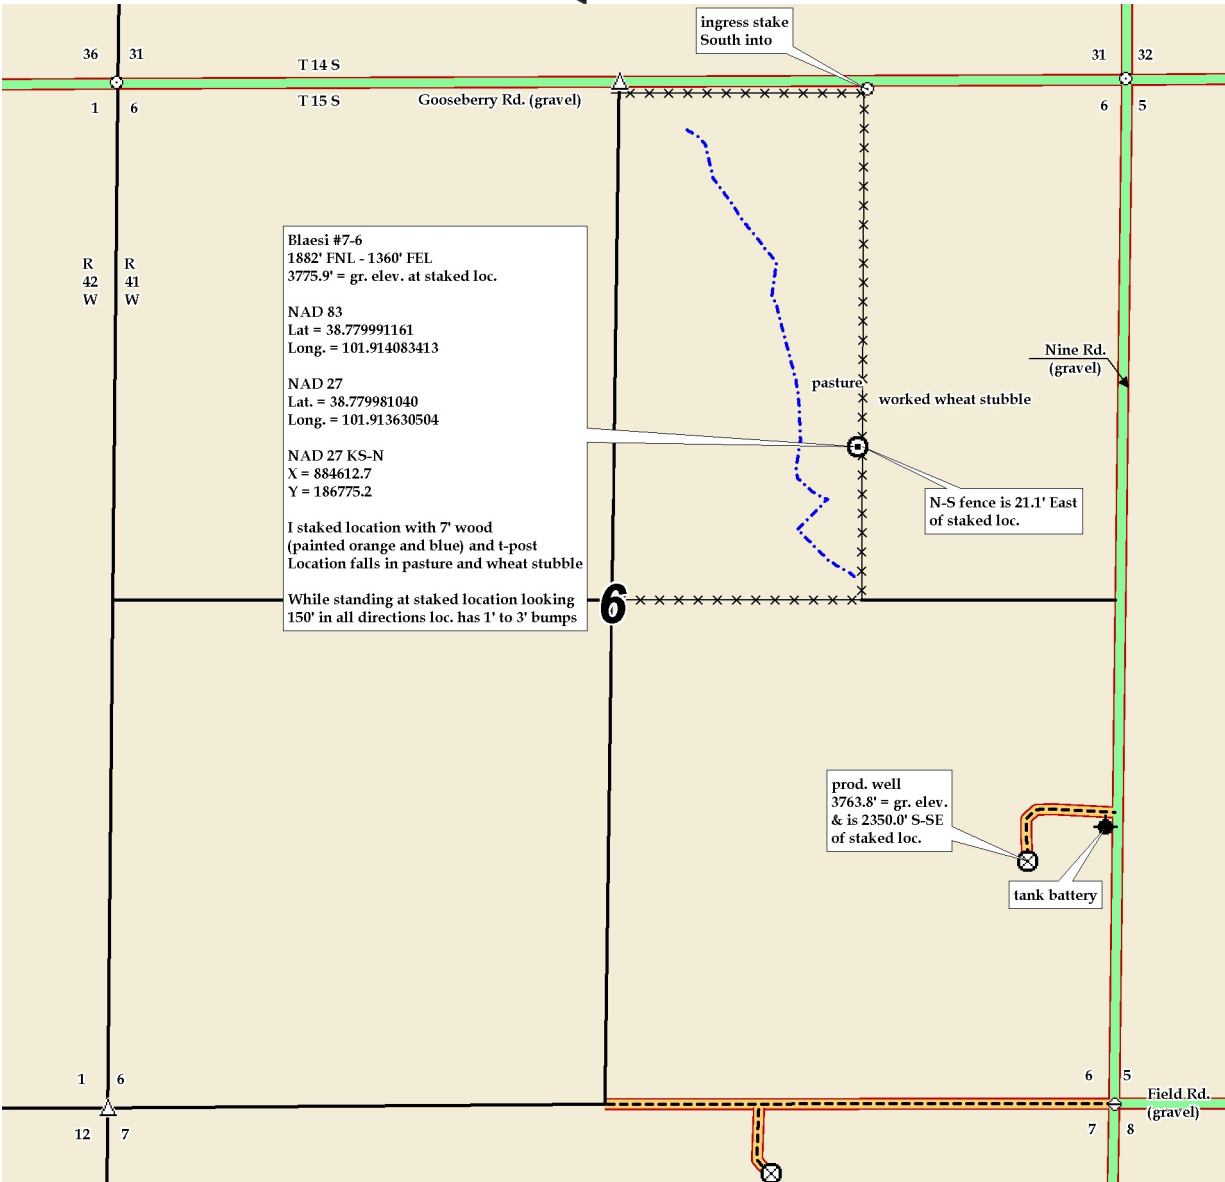 ingress stake
South into
36 31
31 32
T 14 S
T 15 S
Gooseberry Rd. (gravel)
1 6
6 5
R R
42 41
W W
Blaesi #7-6
1882' FNL - 1360' FEL
3775.9' = gr. elev. at staked loc.
NAD 83
Lat = 38.779991161
Long. = 101.914083413
NAD 27
Lat. = 38.779981040
Long. = 101.913630504
NAD 27 KS-N
X = 884612.7
Y = 186775.2
I staked location with 7' wood
(painted orange and blue) and t-post
Location falls in pasture and wheat stubble
While standing at staked location looking
150' in all directions loc. has 1' to 3' bumps
Nine Rd.
(gravel)
pasture
worked wheat stubble
N-S fence is 21.1' East
of staked loc.
6
prod. well
3763.8' = gr. elev.
& is 2350.0' S-SE
of staked loc.
tank battery
1 6
12 7
6 5
7 8
Field Rd.
(gravel)